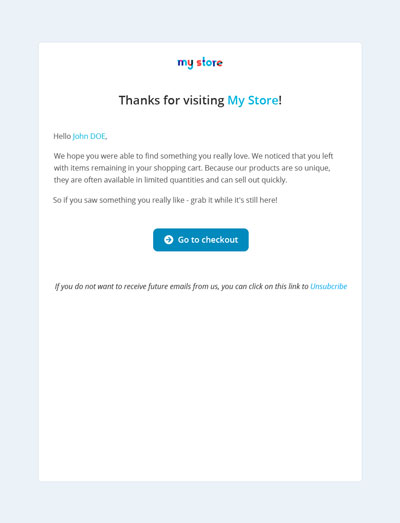 my store
Thanks for visiting My Store!
Hello John DOE,
We hope you were able to find something you really love. We noticed that you left
with items remaining in your shopping cart. Because our products are so unique,
they are often available in limited quantities and can sell out quickly.
So if you saw something you really like - grab it while it's still here!
Go to checkout
If you do not want to receive future emails from us, you can click on this link to Unsubcribe